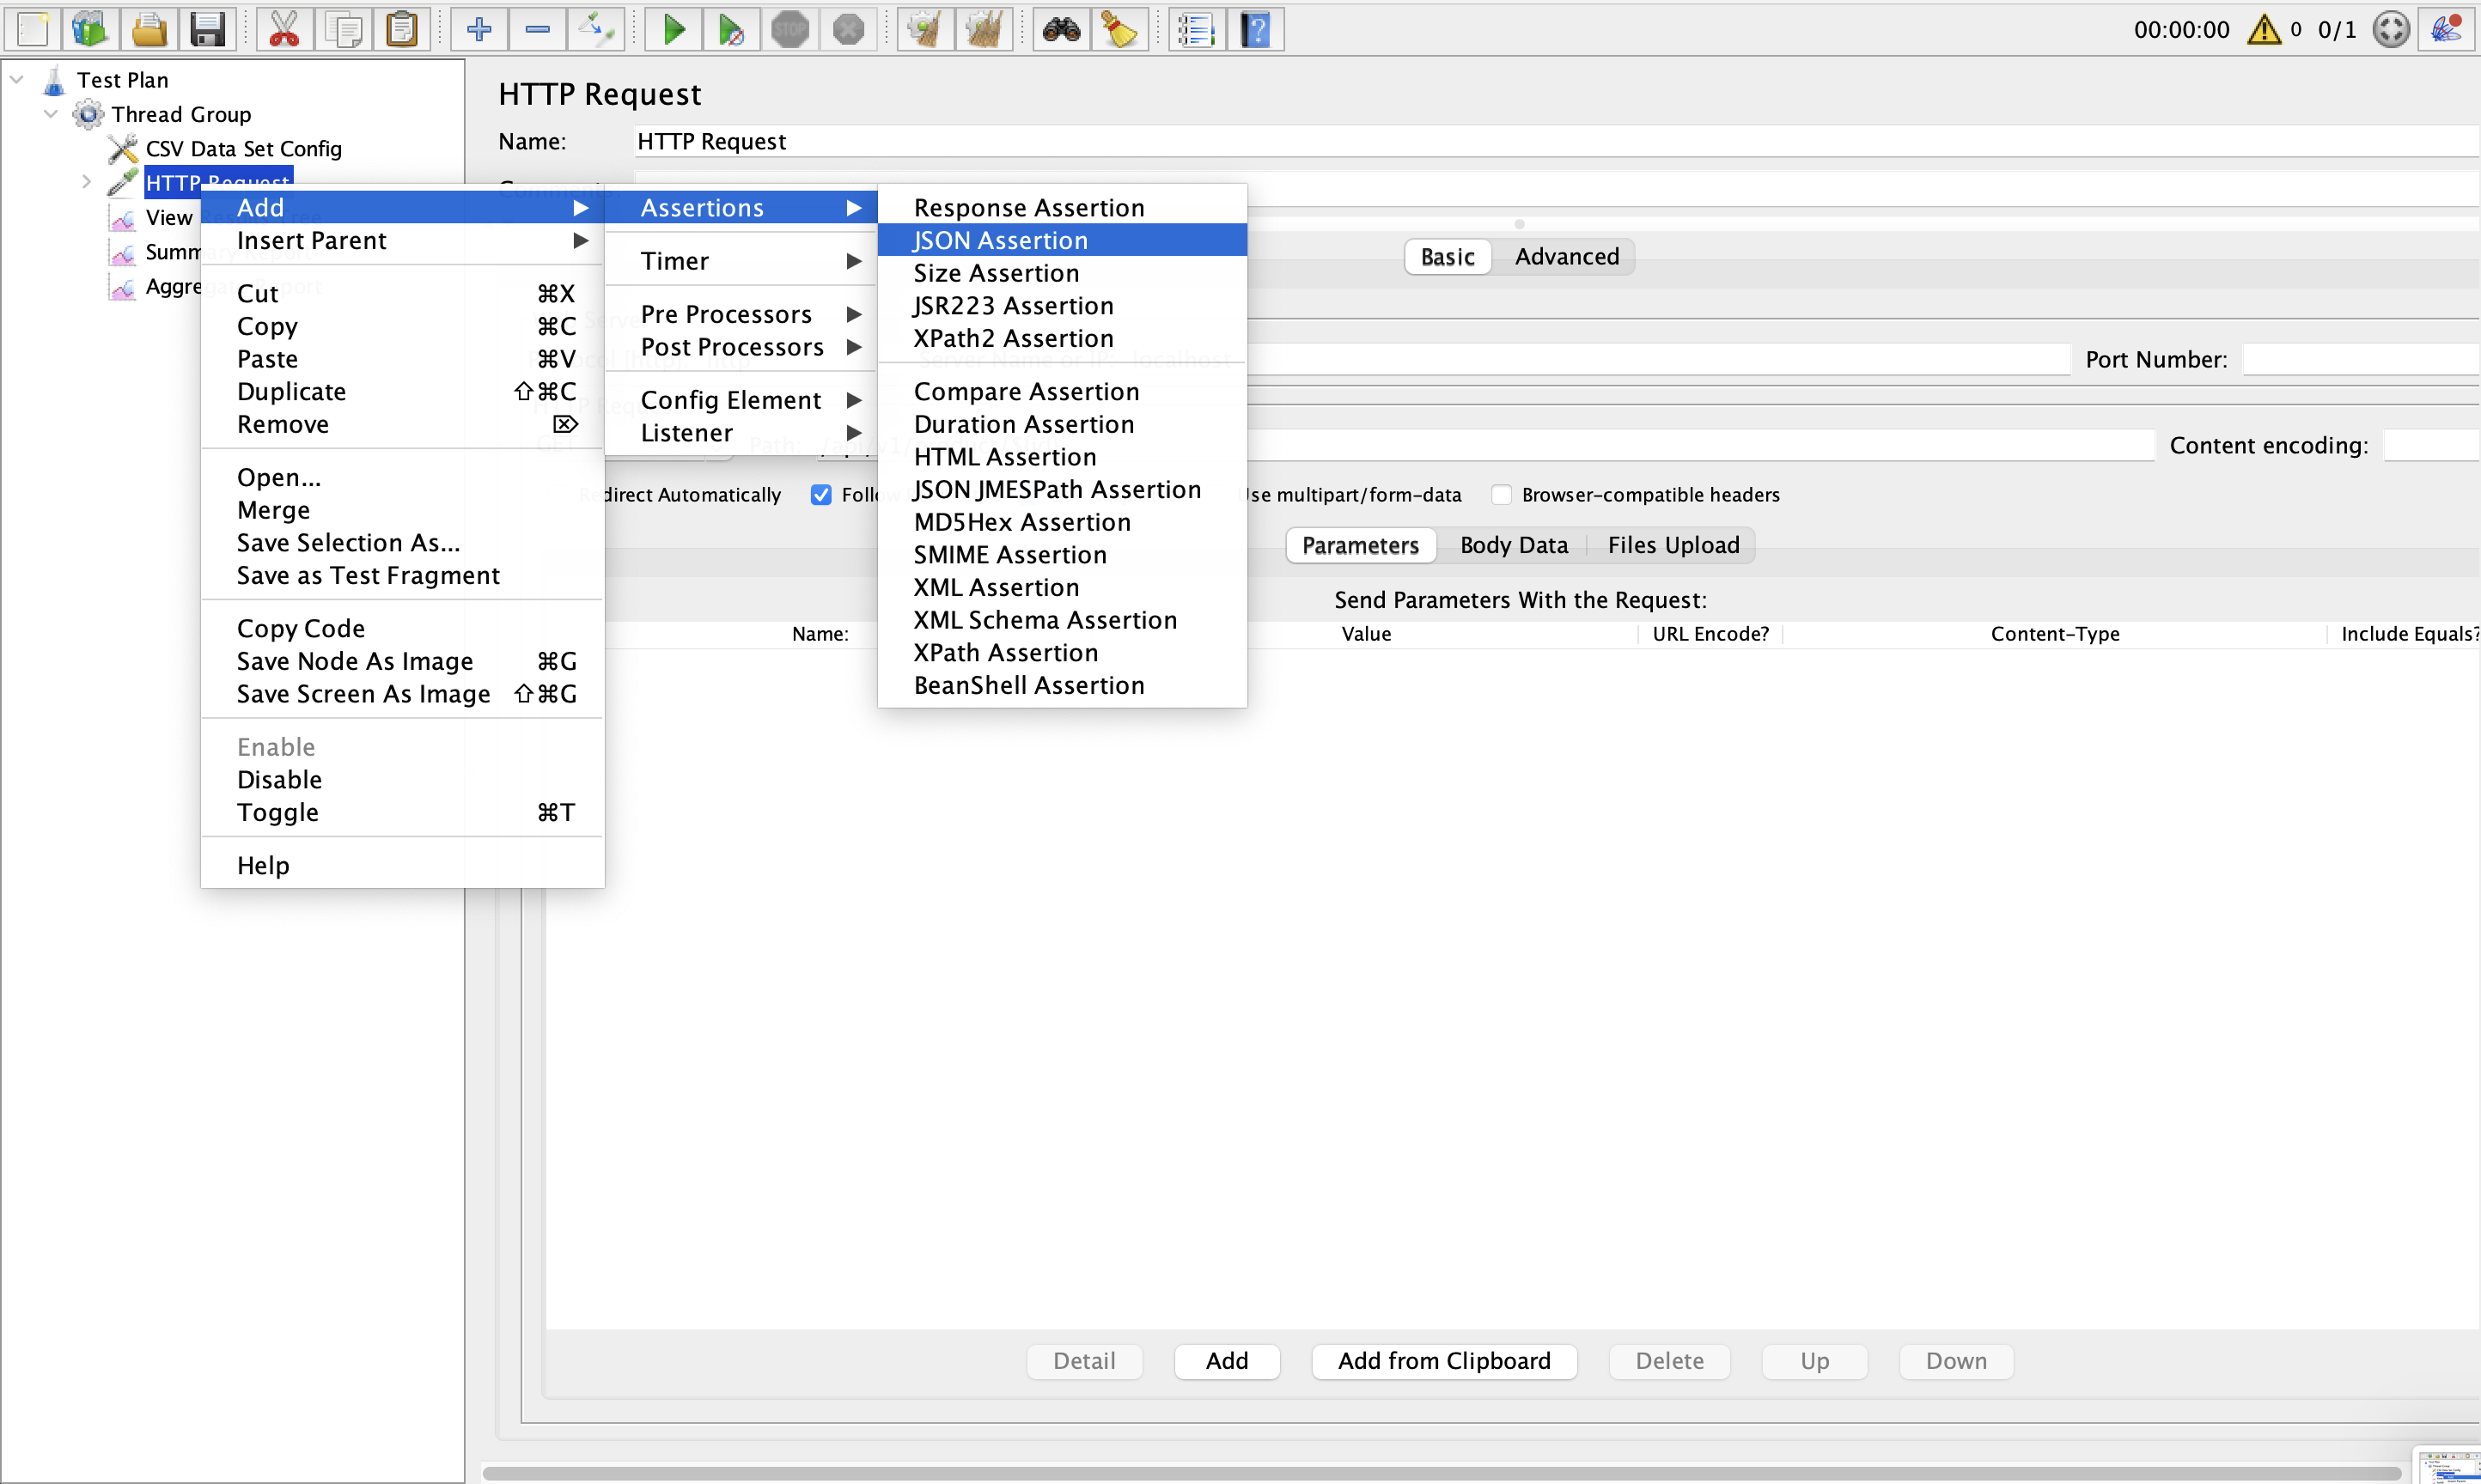 STOP
00:00:00 0 0/1
Test Plan
Thread Group
CSV Data Set Config
HTTP Request
View
Summ
Aggre
HTTP Request
Name: HTTP Request
Basic Advanced
Port Number:
Path:
Content encoding:
Redirect Automatically
Follow
Use multipart/form-data
Browser-compatible headers
Parameters Body Data Files Upload
Send Parameters With the Request:
Name: Value URL Encode? Content-Type Include Equals?
Detail Add Add from Clipboard Delete Up Down
Add
Insert Parent
Cut ⌘X
Copy ⌘C
Paste ⌘V
Duplicate ⇧⌘C
Remove ⌦
Open...
Merge
Save Selection As...
Save as Test Fragment
Copy Code
Save Node As Image ⌘G
Save Screen As Image ⇧⌘G
Enable
Disable
Toggle ⌘T
Help
Assertions
Timer
Pre Processors
Post Processors
Config Element
Listener
Response Assertion
JSON Assertion
Size Assertion
JSR223 Assertion
XPath2 Assertion
Compare Assertion
Duration Assertion
HTML Assertion
JSON JMESPath Assertion
MD5Hex Assertion
SMIME Assertion
XML Assertion
XML Schema Assertion
XPath Assertion
BeanShell Assertion